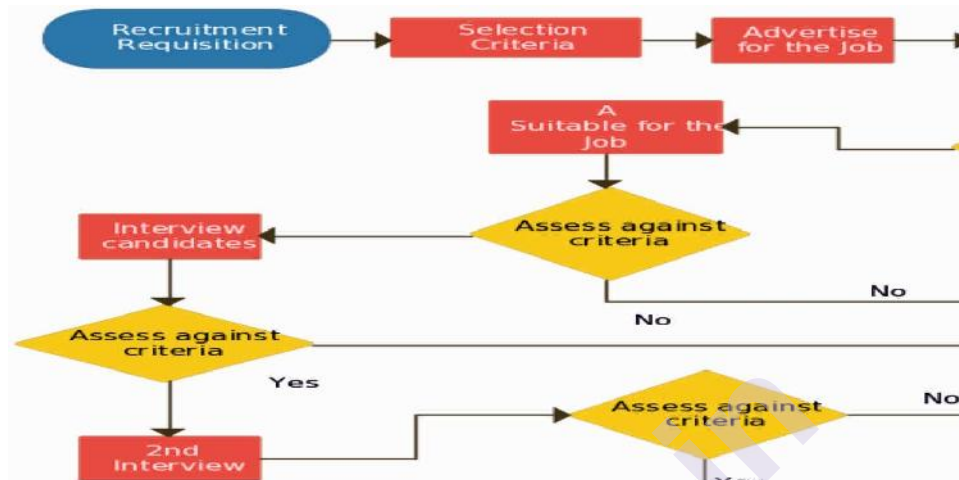 Recruitment
Requisition
Selection
Criteria
Advertise
for the Job
A
Suitable for the
Job
Assess against
criteria
Interview
candidates
No
No
Assess against
criteria
Yes
Assess against
criteria
No
2nd
Interview